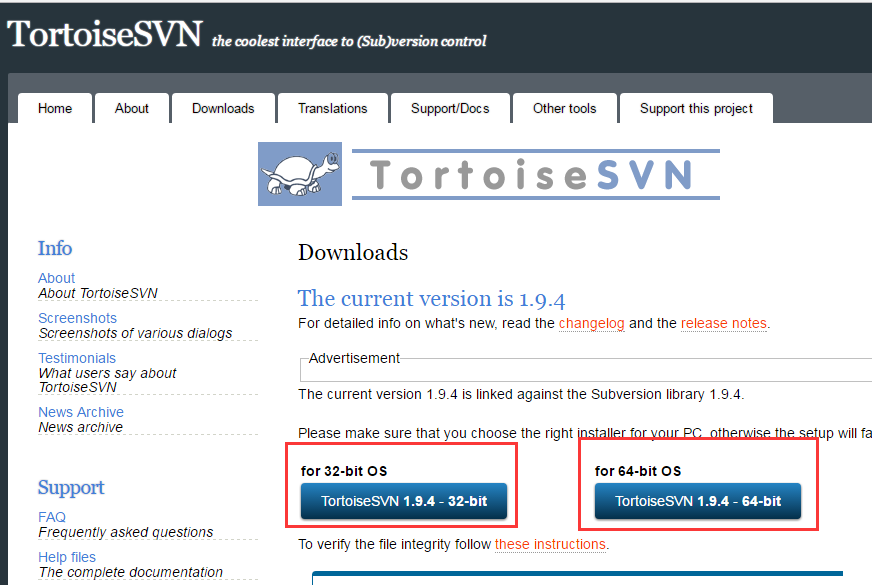 TortoiseSVN the coolest interface to (Sub)version control
Home About Downloads Translations Support/Docs Other tools Support this project
TortoiseSVN
Info
About
About TortoiseSVN
Screenshots
Screenshots of various dialogs
Testimonials
What users say about
TortoiseSVN
News Archive
News archive
Support
FAQ
Frequently asked questions
Help files
The complete documentation
Downloads
The current version is 1.9.4
For detailed info on what's new, read the changelog and the release notes.
Advertisement
The current version 1.9.4 is linked against the Subversion library 1.9.4.
Please make sure that you choose the right installer for your PC, otherwise the setup will fa
for 32-bit OS
TortoiseSVN 1.9.4 - 32-bit
for 64-bit OS
TortoiseSVN 1.9.4 - 64-bit
To verify the file integrity follow these instructions.